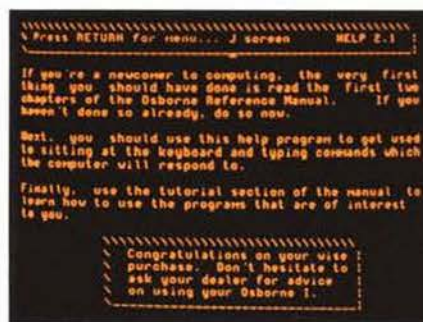 Press RETURN for menu... J screen HELP 2.1
If you're a newcomer to computing, the very first
thing you should have done is read the first two
chapters of the Osborne Reference Manual. If you
haven't done so already, do so now.
Next, you should use this help program to get used
to sitting at the keyboard and typing commands which
the computer will respond to.
Finally, use the tutorial section of the manual to
learn how to use the programs that are of interest
to you.
Congratulations on your wise
purchase. Don't hesitate to
ask your dealer for advice
on using your Osborne 1.